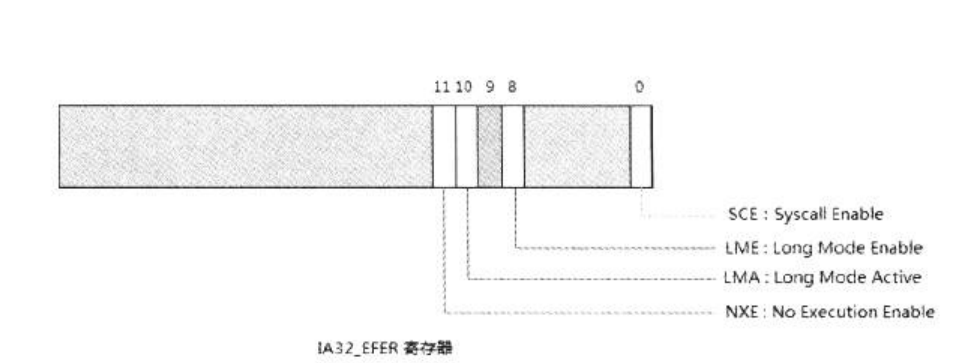 11 10 9 8 0
SCE : Syscall Enable
LME : Long Mode Enable
LMA : Long Mode Active
NXE : No Execution Enable
IA32_EFER 寄存器